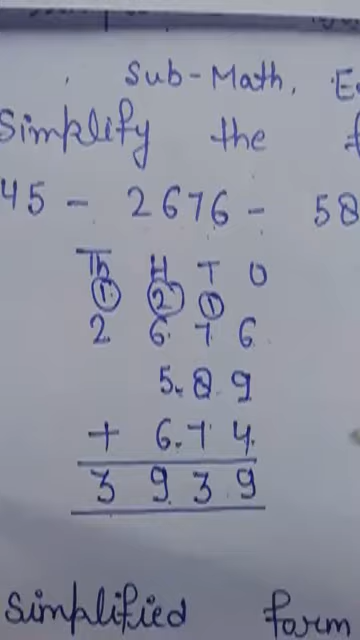 Sub-Math,
Simplify the
45 - 2676 - 58
Th H T O
1 2 1
2 6 7 6
5 8 9
+ 6 7 4
3 9 3 9
Simplified form